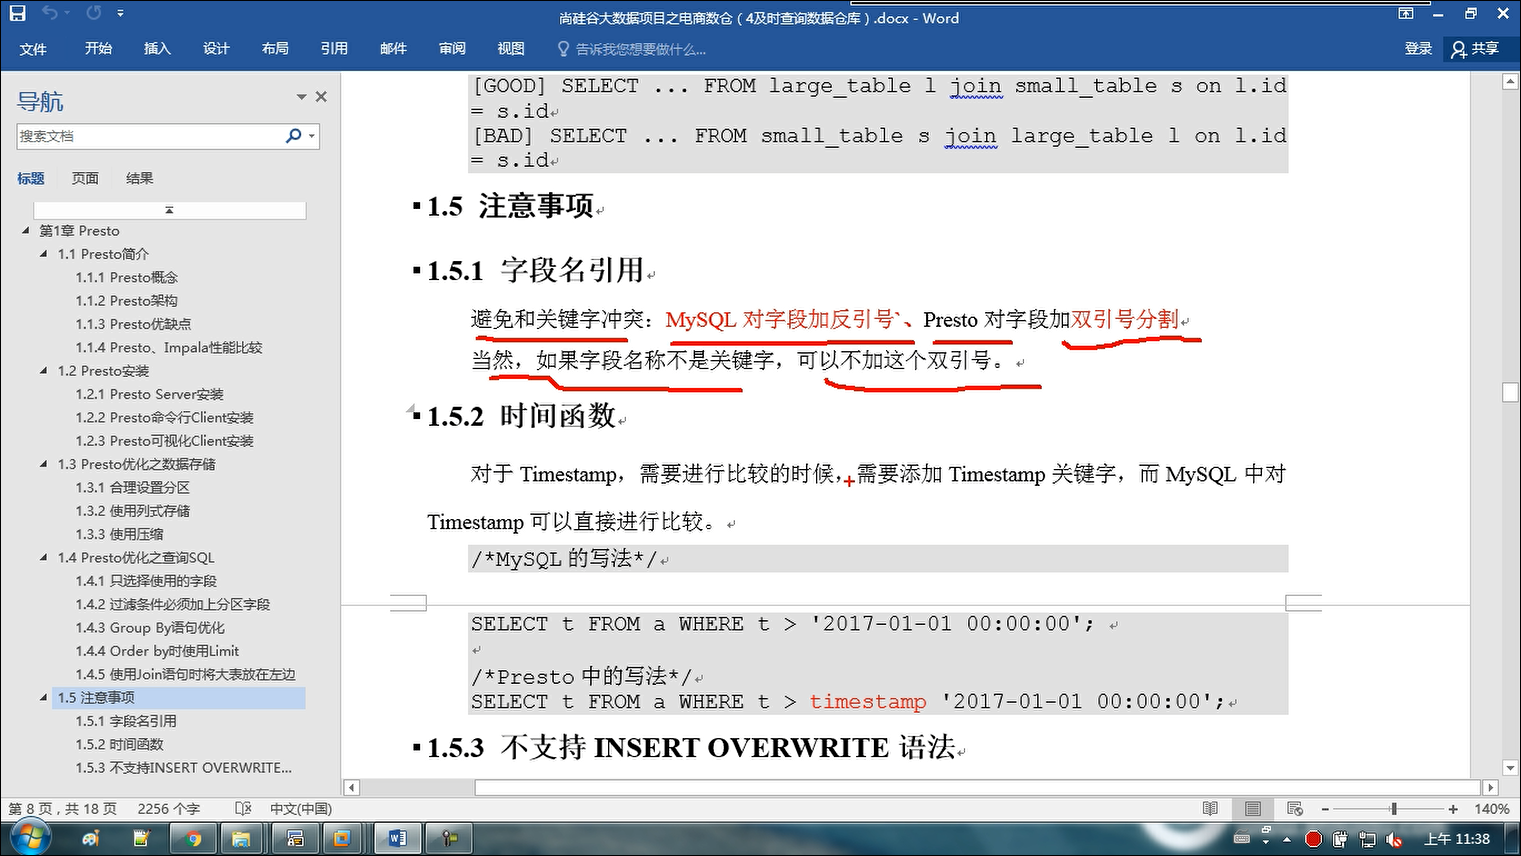 尚硅谷大数据项目之电商数仓（4及时查询数据仓库）.docx - Word
文件 开始 插入 设计 布局 引用 邮件 审阅 视图 告诉我您想要做什么... 登录 共享
导航
搜索文档
标题 页面 结果
第1章 Presto
1.1 Presto简介
1.1.1 Presto概念
1.1.2 Presto架构
1.1.3 Presto优缺点
1.1.4 Presto、Impala性能比较
1.2 Presto安装
1.2.1 Presto Server安装
1.2.2 Presto命令行Client安装
1.2.3 Presto可视化Client安装
1.3 Presto优化之数据存储
1.3.1 合理设置分区
1.3.2 使用列式存储
1.3.3 使用压缩
1.4 Presto优化之查询SQL
1.4.1 只选择使用的字段
1.4.2 过滤条件必须加上分区字段
1.4.3 Group By语句优化
1.4.4 Order by时使用Limit
1.4.5 使用Join语句时将大表放在左边
1.5 注意事项
1.5.1 字段名引用
1.5.2 时间函数
1.5.3 不支持INSERT OVERWRITE...
[GOOD] SELECT ... FROM large_table l join small_table s on l.id
= s.id
[BAD] SELECT ... FROM small_table s join large_table l on l.id
= s.id
1.5 注意事项
1.5.1 字段名引用
避免和关键字冲突：MySQL 对字段加反引号`、Presto 对字段加双引号分割
当然，如果字段名称不是关键字，可以不加这个双引号。
1.5.2 时间函数
对于 Timestamp，需要进行比较的时候，需要添加 Timestamp 关键字，而 MySQL 中对
Timestamp 可以直接进行比较。
/*MySQL 的写法*/
SELECT t FROM a WHERE t > '2017-01-01 00:00:00';
/*Presto 中的写法*/
SELECT t FROM a WHERE t > timestamp '2017-01-01 00:00:00';
1.5.3 不支持 INSERT OVERWRITE 语法
第 8 页，共 18 页 2256 个字 中文(中国) 140%
上午 11:38